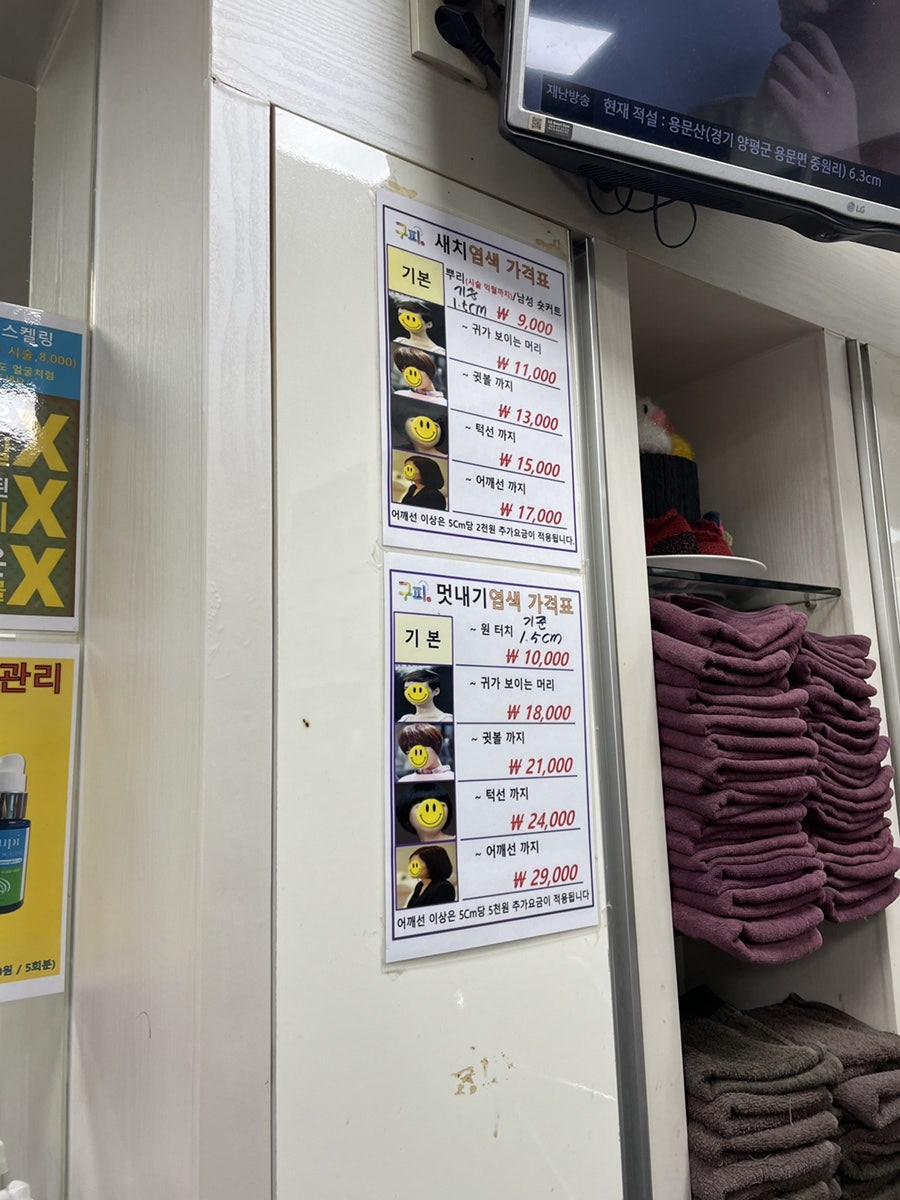 재난방송 현재 적설 : 용문산(경기 양평군 용문면 중원리) 6.3cm
LG
구피. 새치염색 가격표
기본
뿌리(시술 익월까지)/남성 숏커트
기준
1.5cm
₩ 9,000
~ 귀가 보이는 머리
₩ 11,000
~ 귓볼 까지
₩ 13,000
~ 턱선 까지
₩ 15,000
~ 어깨선 까지
₩ 17,000
어깨선 이상은 5Cm당 2천원 추가요금이 적용됩니다.
구피. 멋내기염색 가격표
기 본
~ 원 터치
기준
1.5cm
₩ 10,000
~ 귀가 보이는 머리
₩ 18,000
~ 귓볼 까지
₩ 21,000
~ 턱선 까지
₩ 24,000
~ 어깨선 까지
₩ 29,000
어깨선 이상은 5Cm당 5천원 추가요금이 적용됩니다
스켈링
시술,8,000)
도 얼굴처럼
X
X
X
관리
원 / 5회분)